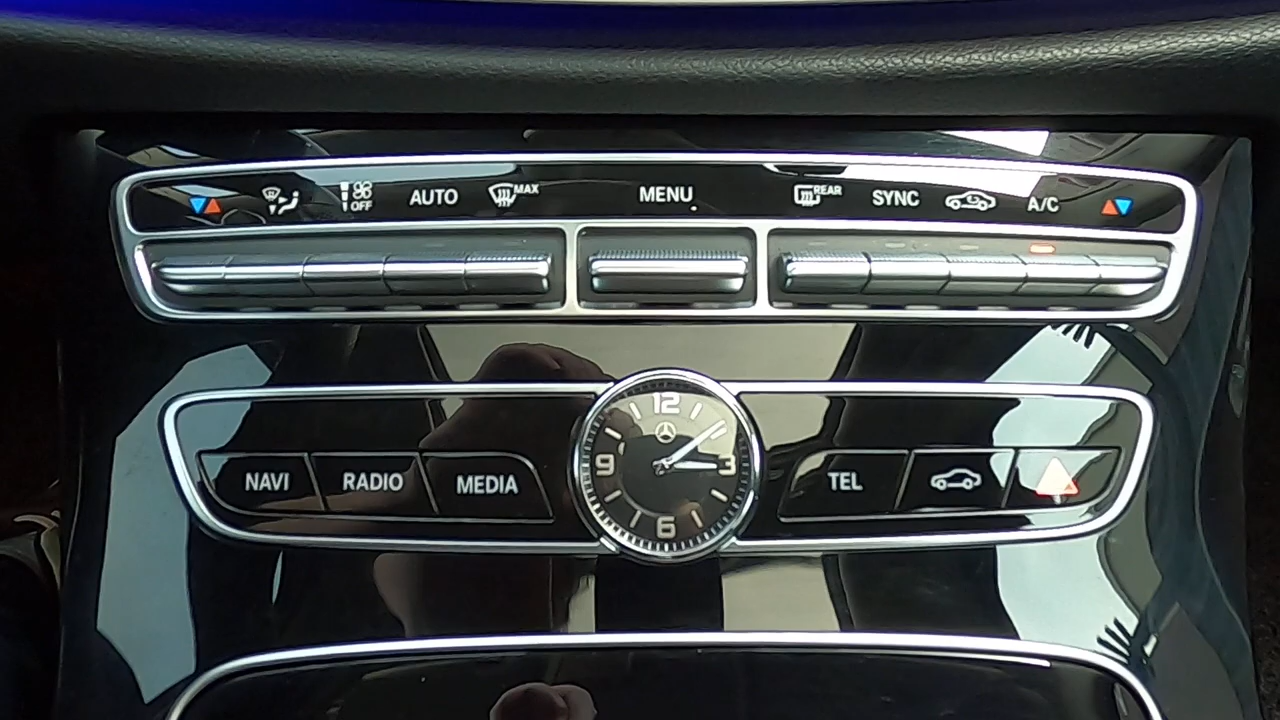 OFF AUTO MAX MENU REAR SYNC A/C
12
9 3
NAVI RADIO MEDIA TEL
6